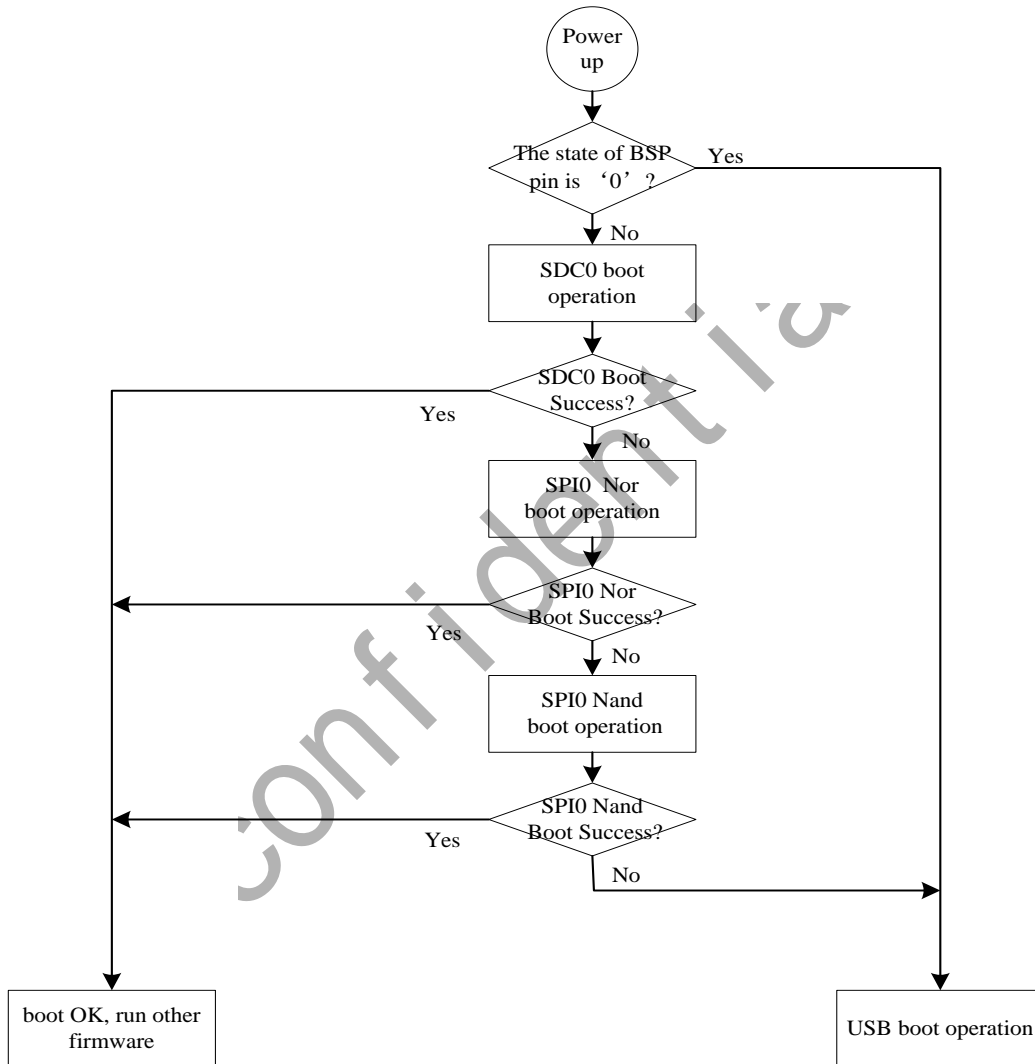 Power
up
The state of BSP
pin is ‘0’ ?
Yes
No
SDC0 boot
operation
SDC0 Boot
Success?
Yes
No
SPI0 Nor
boot operation
SPI0 Nor
Boot Success?
Yes
No
SPI0 Nand
boot operation
SPI0 Nand
Boot Success?
Yes
No
boot OK, run other
firmware
USB boot operation
confidentia